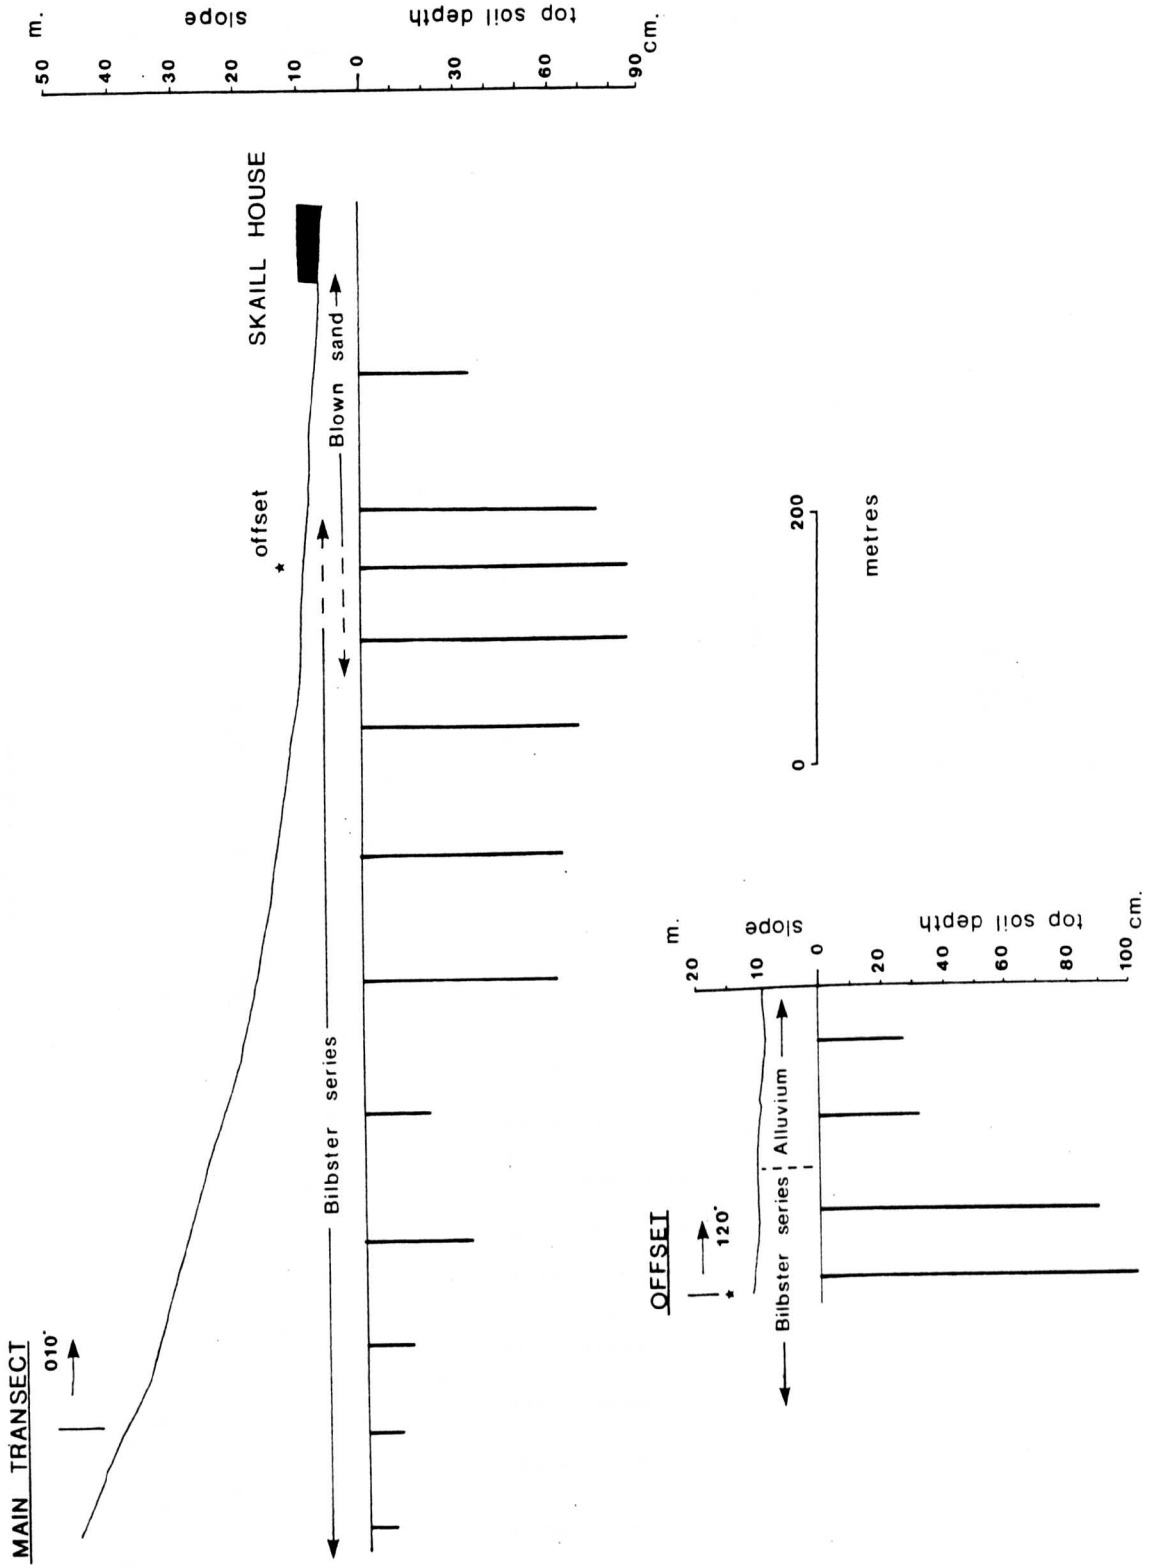 MAIN TRANSECT
010°
offset
SKAILL HOUSE
Bilbster series
Blown sand
m.
50
40
30
20
10
0
30
60
90
cm.
slope
top soil depth
OFFSET
120°
Bilbster series
Alluvium
m.
20
10
0
20
40
60
80
100
cm.
slope
top soil depth
0
200
metres